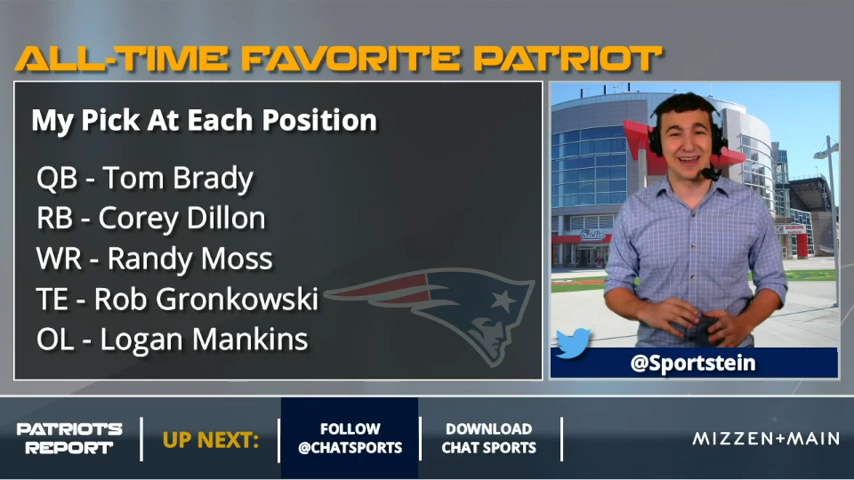 ALL-TIME FAVORITE PATRIOT
My Pick At Each Position
QB - Tom Brady
RB - Corey Dillon
WR - Randy Moss
TE - Rob Gronkowski
OL - Logan Mankins
@Sportstein
PATRIOTS
REPORT
UP NEXT:
FOLLOW
@CHATSPORTS
DOWNLOAD
CHAT SPORTS
MIZZEN+MAIN